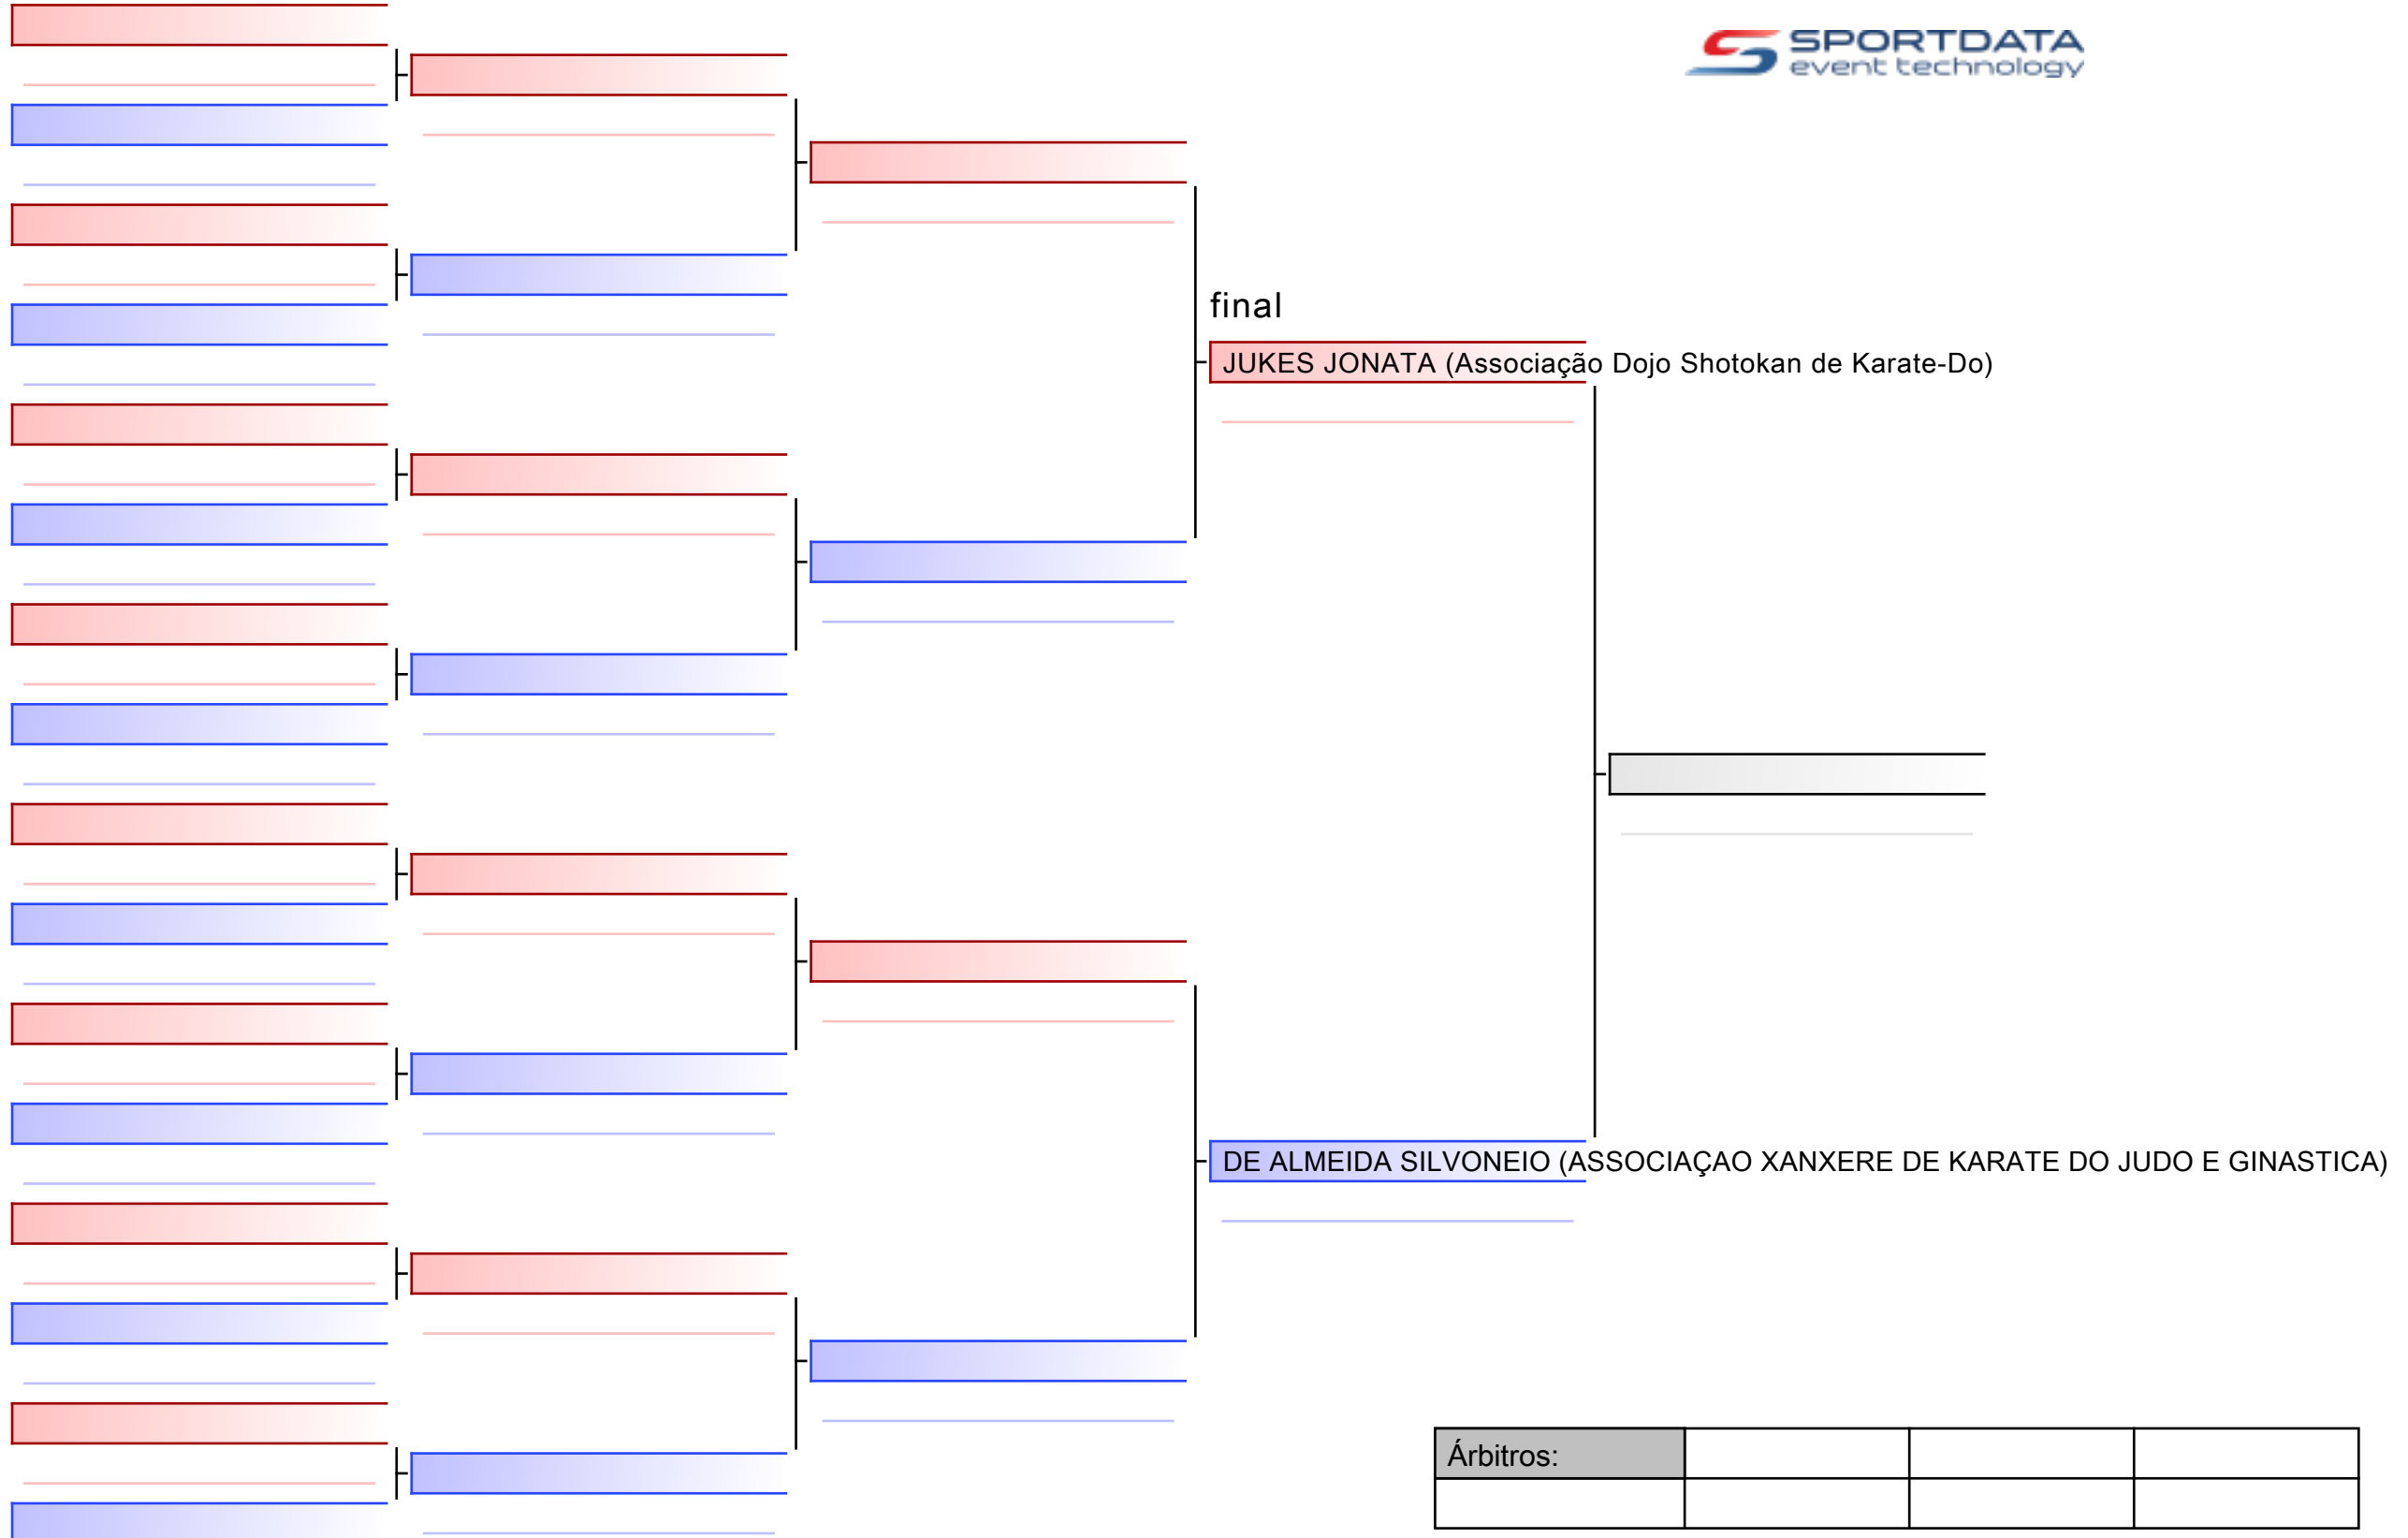 SPORTDATA
event technology
final
JUKES JONATA (Associação Dojo Shotokan de Karate-Do)
DE ALMEIDA SILVONEIO (ASSOCIAÇAO XANXERE DE KARATE DO JUDO E GINASTICA)
Árbitros: